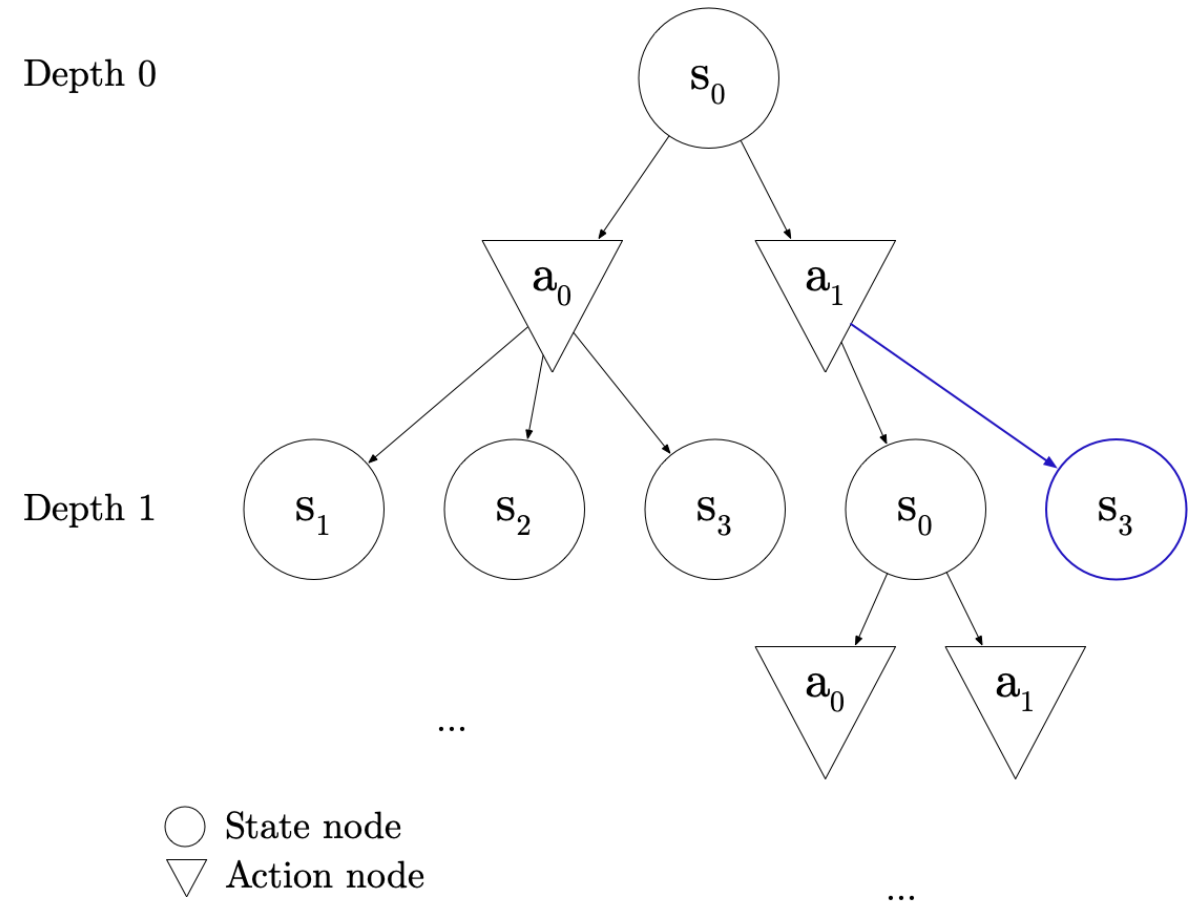 Depth 0
s₀
a₀
a₁
Depth 1
s₁
s₂
s₃
s₀
s₃
a₀
a₁
...
State node
Action node
...